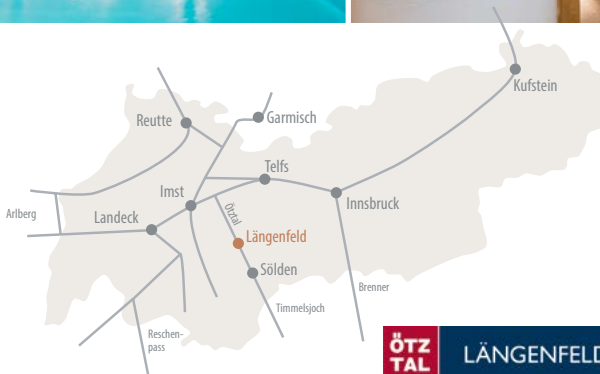 Kufstein
Reutte
Garmisch
Telfs
Imst
Innsbruck
Arlberg
Landeck
Ötztal
Längenfeld
Sölden
Brenner
Timmelsjoch
Reschen-
pass
ÖTZ
TAL
LÄNGENFELD